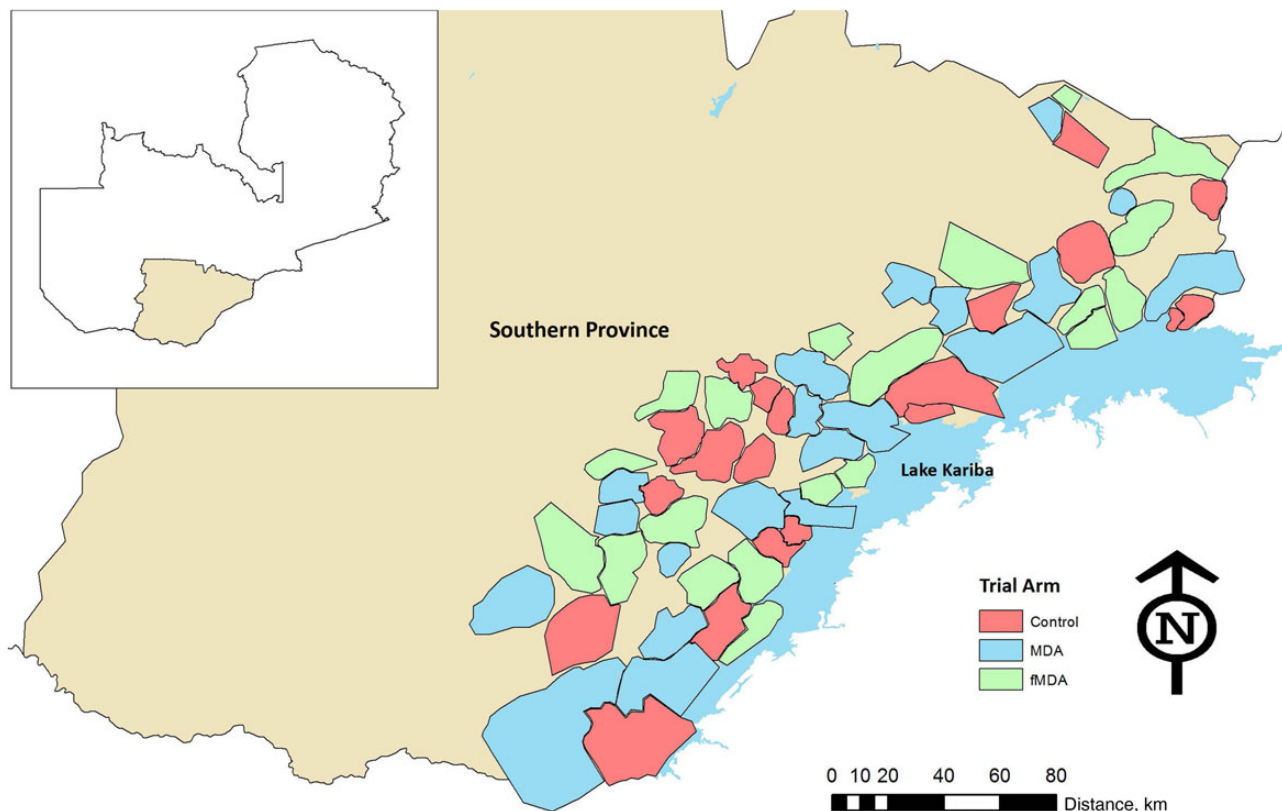 Southern Province
Lake Kariba
Trial Arm
Control
MDA
fMDA
N
0 10 20 40 60 80
Distance, km